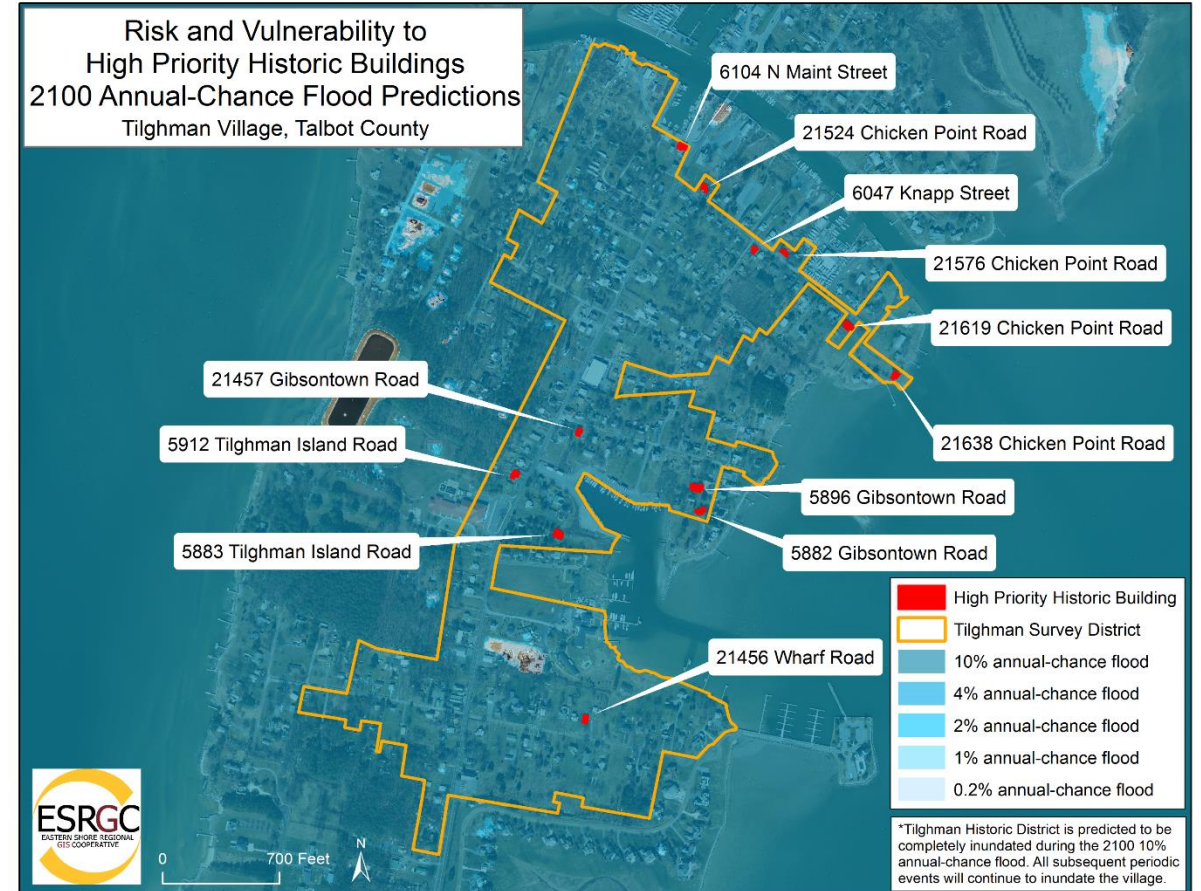 Risk and Vulnerability to
High Priority Historic Buildings
2100 Annual-Chance Flood Predictions
Tilghman Village, Talbot County
6104 N Maint Street
21524 Chicken Point Road
6047 Knapp Street
21576 Chicken Point Road
21619 Chicken Point Road
21457 Gibsontown Road
5912 Tilghman Island Road
21638 Chicken Point Road
5896 Gibsontown Road
5883 Tilghman Island Road
5882 Gibsontown Road
21456 Wharf Road
High Priority Historic Building
Tilghman Survey District
10% annual-chance flood
4% annual-chance flood
2% annual-chance flood
1% annual-chance flood
0.2% annual-chance flood
*Tilghman Historic District is predicted to be
completely inundated during the 2100 10%
annual-chance flood. All subsequent periodic
events will continue to inundate the village.
ESRGC
EASTERN SHORE REGIONAL
GIS COOPERATIVE
0 700 Feet
N